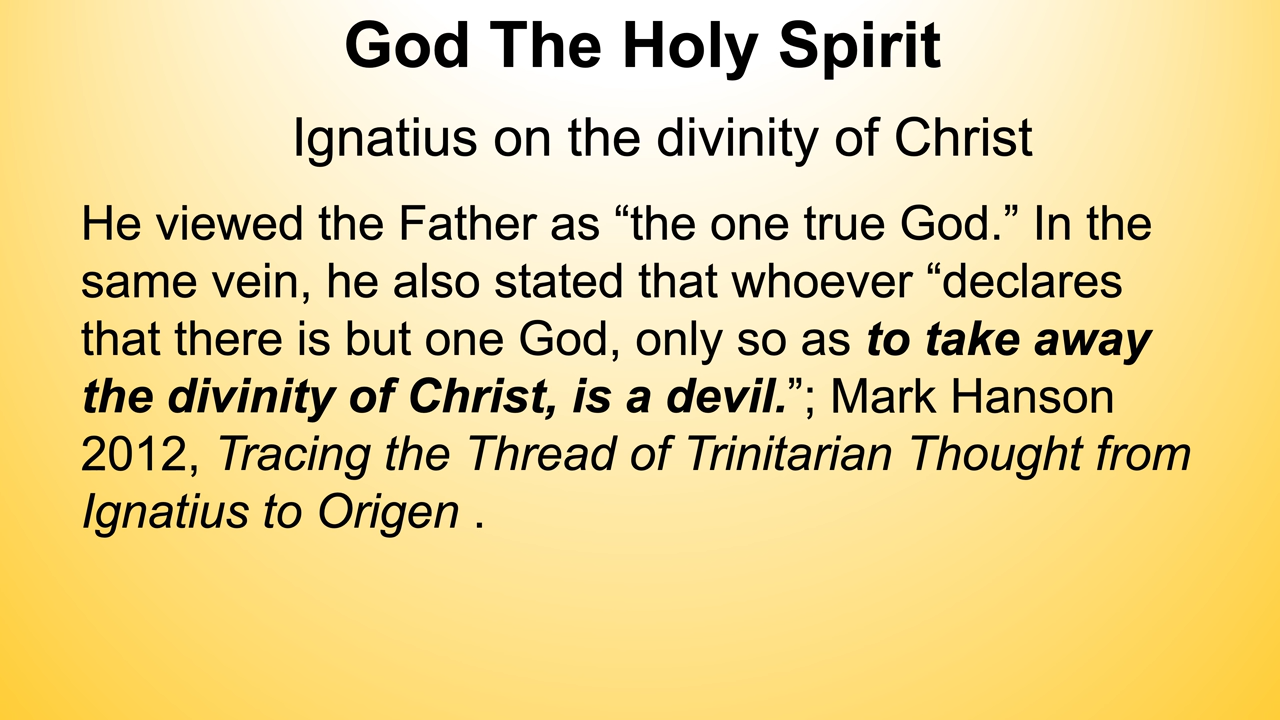 God The Holy Spirit
Ignatius on the divinity of Christ
He viewed the Father as “the one true God.” In the
same vein, he also stated that whoever “declares
that there is but one God, only so as to take away
the divinity of Christ, is a devil.”; Mark Hanson
2012, Tracing the Thread of Trinitarian Thought from
Ignatius to Origen .